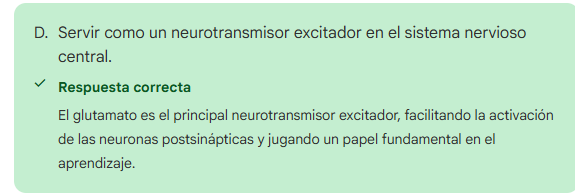 D. Servir como un neurotransmisor excitador en el sistema nervioso
central.
Respuesta correcta
El glutamato es el principal neurotransmisor excitador, facilitando la activación
de las neuronas postsinápticas y jugando un papel fundamental en el
aprendizaje.